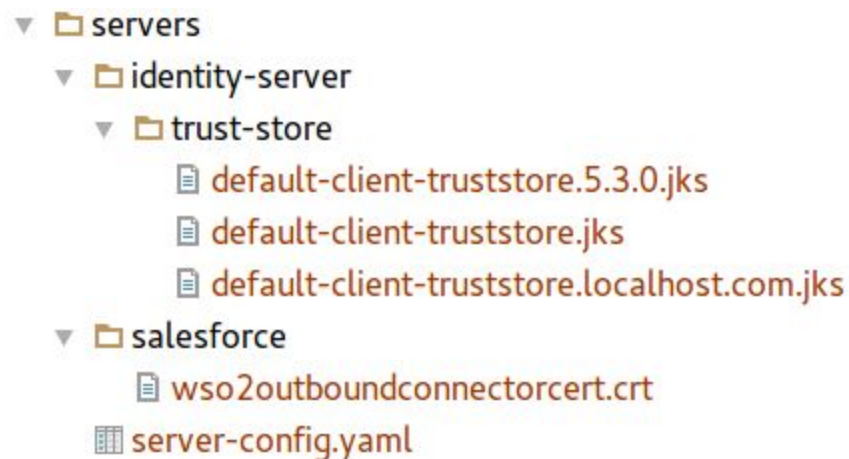 servers
identity-server
trust-store
default-client-truststore.5.3.0.jks
default-client-truststore.jks
default-client-truststore.localhost.com.jks
salesforce
wso2outboundconnectorcert.crt
server-config.yaml